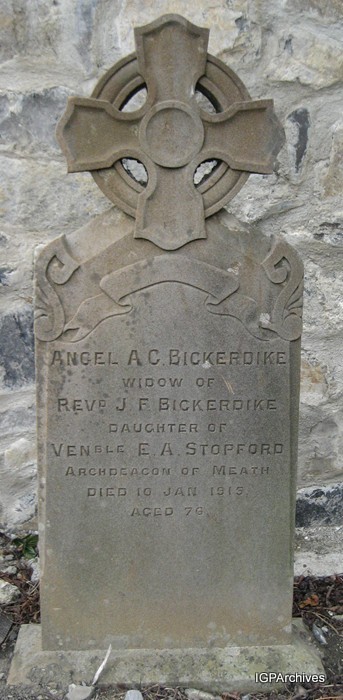 ANGEL A C BICKERDIKE
WIDOW OF
REVD J F BICKERDIKE
DAUGHTER OF
VENBLE E A STOPFORD
ARCHDEACON OF MEATH
DIED 10 JAN 1915
AGED 76
IGPArchives